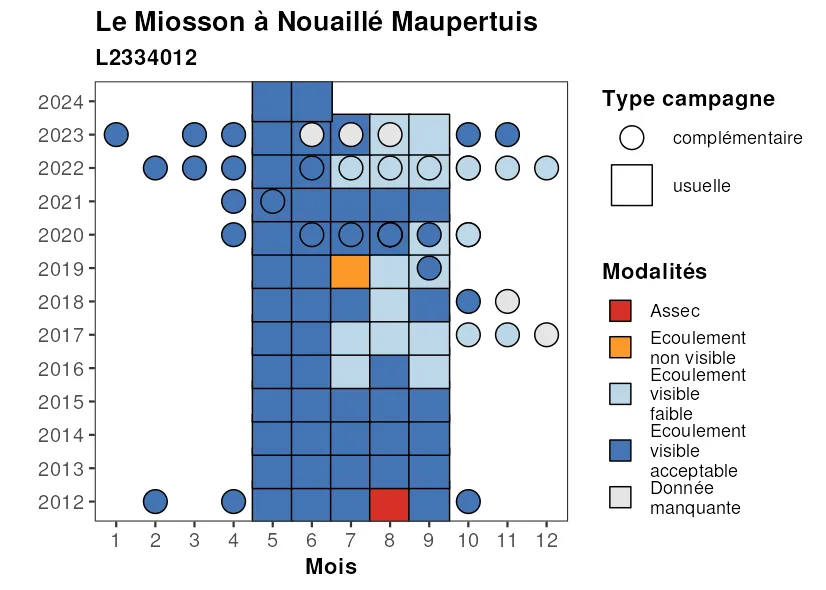 Le Miosson à Nouaillé Maupertuis
L2334012
2024
2023
2022
2021
2020
2019
2018
2017
2016
2015
2014
2013
2012
1 2 3 4 5 6 7 8 9 10 11 12
Mois
Type campagne
complémentaire
usuelle
Modalités
Assec
Ecoulement
non visible
Ecoulement
visible
faible
Ecoulement
visible
acceptable
Donnée
manquante